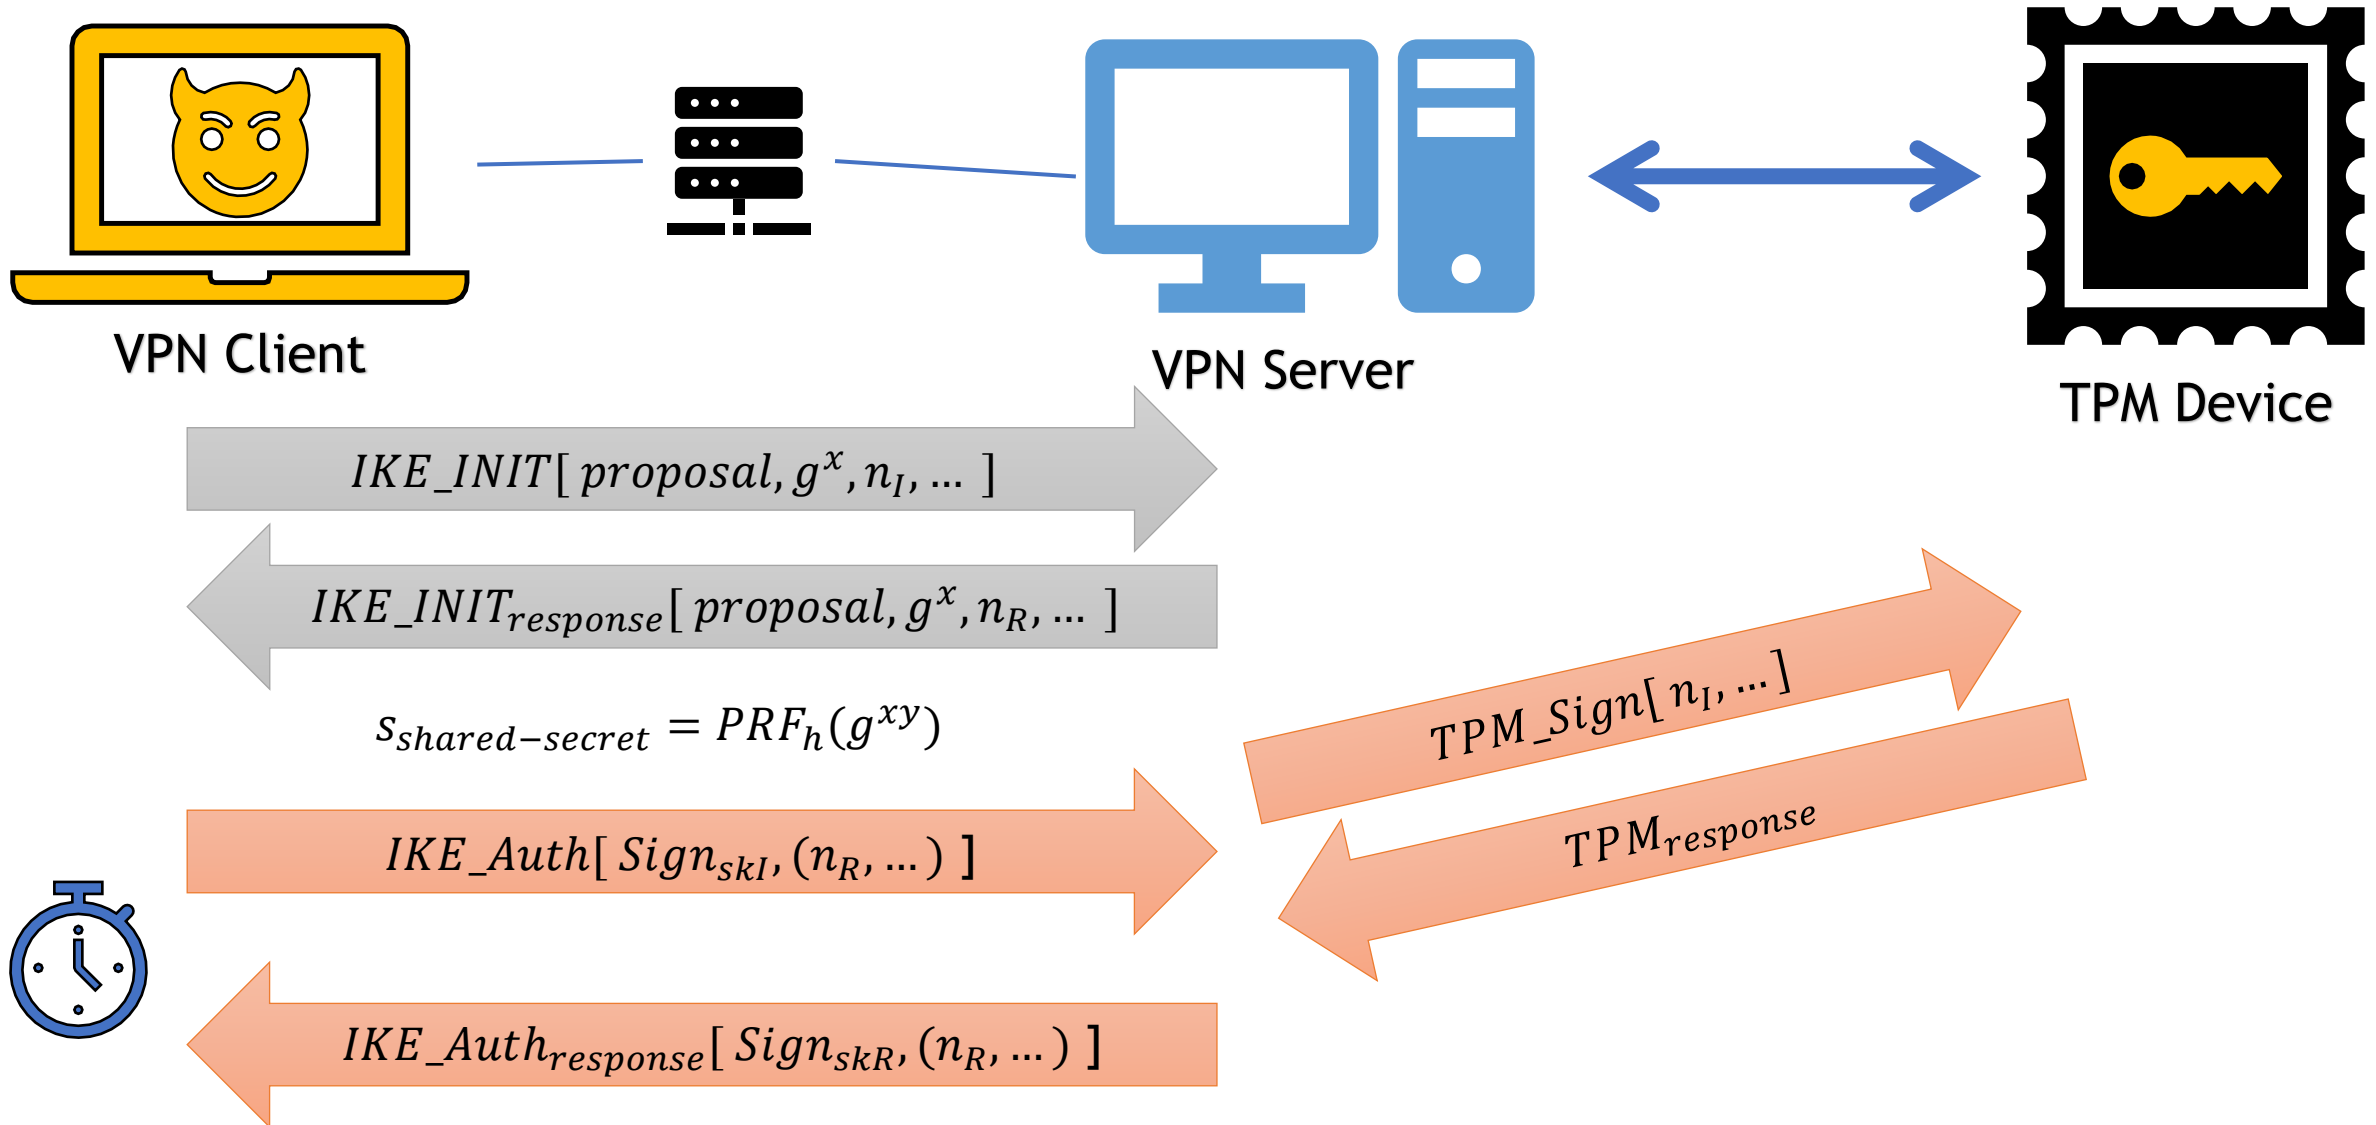 VPN Client
VPN Server
TPM Device
IKE_INIT[ proposal, g^x, n_I, … ]
IKE_INIT_response[ proposal, g^x, n_R, … ]
s_shared−secret = PRF_h(g^xy)
TPM_Sign[ n_I, … ]
TPM_response
IKE_Auth[ Sign_skI, (n_R, … ) ]
IKE_Auth_response[ Sign_skR, (n_R, … ) ]